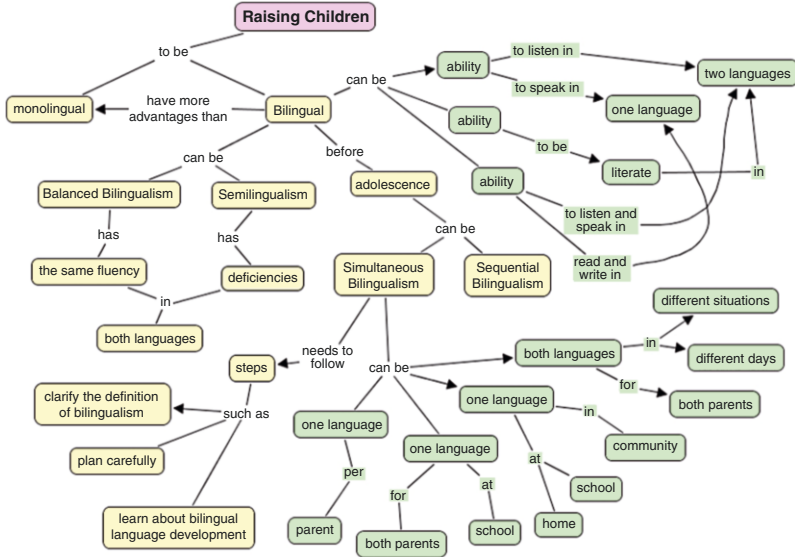 Raising Children
to be
monolingual
have more
advantages than
Bilingual
can be
ability
to listen in
two languages
to speak in
one language
ability
to be
literate
in
ability
to listen and
speak in
read and
write in
can be
before
Balanced Bilingualism
Semilingualism
adolescence
has
has
can be
the same fluency
deficiencies
Simultaneous
Bilingualism
Sequential
Bilingualism
in
both languages
needs to
follow
steps
can be
such as
clarify the definition
of bilingualism
plan carefully
learn about bilingual
language development
one language
per
parent
one language
for
both parents
at
school
one language
in
community
at
school
home
both languages
in
different situations
different days
for
both parents